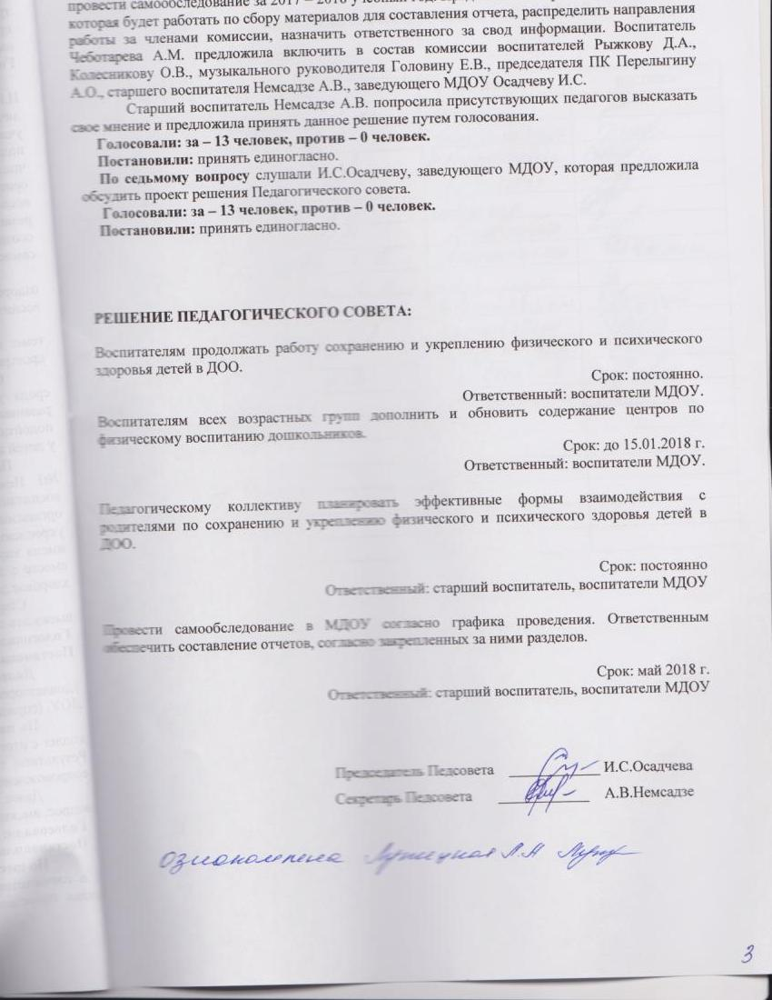 провести самообследование за 2017 – 2018
которая будет работать по сбору материалов для составления отчета, распределить направления
работы за членами комиссии, назначить ответственного за свод информации. Воспитатель
Чеботарева А.М. предложила включить в состав комиссии воспитателей Рыжкову Д.А.,
Колесникову О.В., музыкального руководителя Головину Е.В., председателя ПК Перелыгину
А.О., старшего воспитателя Немсадзе А.В., заведующего МДОУ Осадчеву И.С.
Старший воспитатель Немсадзе А.В. попросила присутствующих педагогов высказать
свое мнение и предложила принять данное решение путем голосования.
Голосовали: за – 13 человек, против – 0 человек.
Постановили: принять единогласно.
По седьмому вопросу слушали И.С.Осадчеву, заведующего МДОУ, которая предложила
обсудить проект решения Педагогического совета.
Голосовали: за – 13 человек, против – 0 человек.
Постановили: принять единогласно.
РЕШЕНИЕ ПЕДАГОГИЧЕСКОГО СОВЕТА:
Воспитателям продолжать работу сохранению и укреплению физического и психического
здоровья детей в ДОО.
Срок: постоянно.
Ответственный: воспитатели МДОУ.
Воспитателям всех возрастных групп дополнить и обновить содержание центров по
физическому воспитанию дошкольников.
Срок: до 15.01.2018 г.
Ответственный: воспитатели МДОУ.
Педагогическому коллективу планировать эффективные формы взаимодействия с
родителями по сохранению и укреплению физического и психического здоровья детей в
ДОО.
Срок: постоянно
Ответственный: старший воспитатель, воспитатели МДОУ
Провести самообследование в МДОУ согласно графика проведения. Ответственным
обеспечить составление отчетов, согласно закрепленных за ними разделов.
Срок: май 2018 г.
Ответственный: старший воспитатель, воспитатели МДОУ
Председатель Педсовета И.С.Осадчева
Секретарь Педсовета А.В.Немсадзе
ознакомлена
3